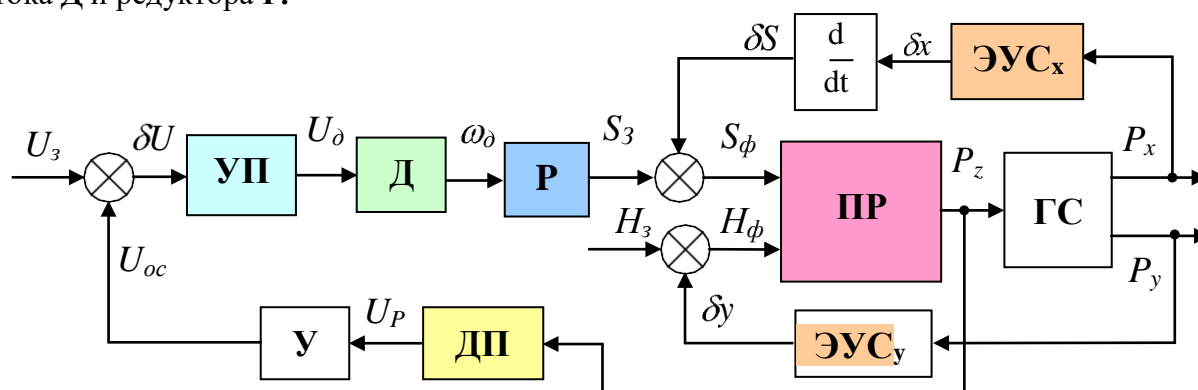 тока Д и редуктора Р.
δS
d
dt
δx
ЭУСx
Uз
δU
УП
Uд
Д
ωд
Р
SЗ
Sф
ПР
Pz
ГС
Px
Hз
Hф
Py
Uос
У
UР
ДП
δy
ЭУСy